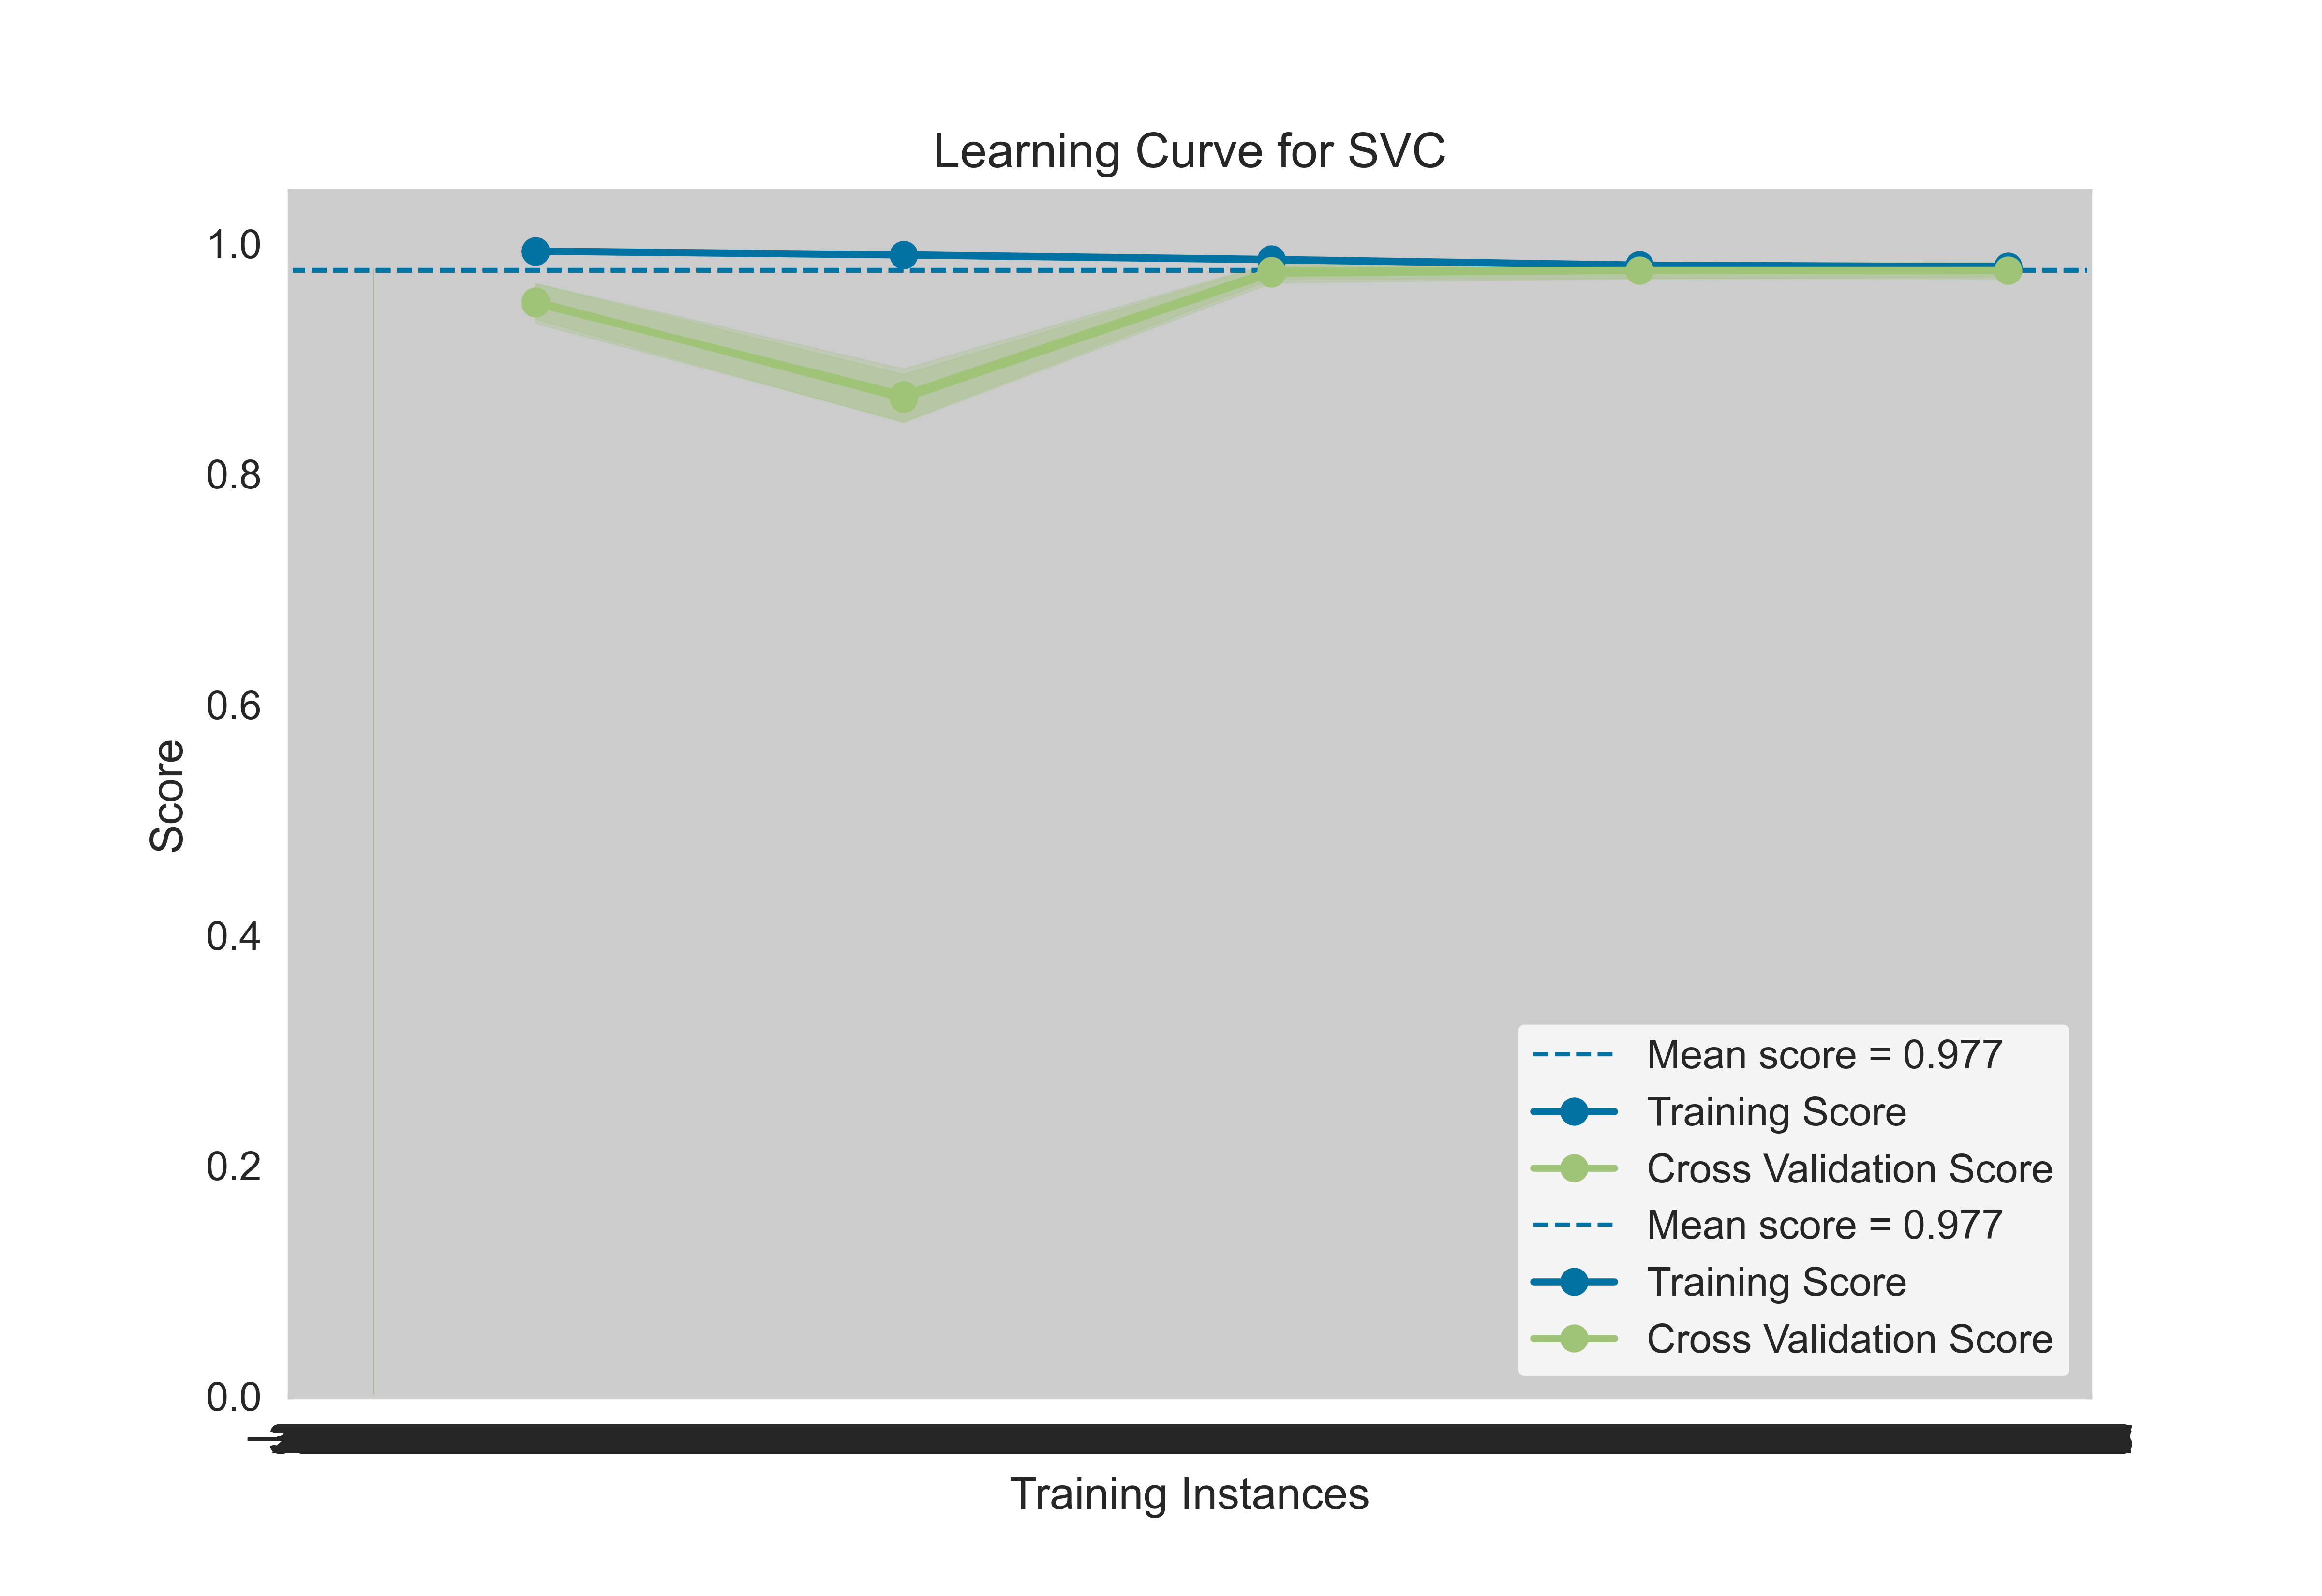 Learning Curve for SVC
1.0
0.8
0.6
0.4
0.2
0.0
Score
Mean score = 0.977
Training Score
Cross Validation Score
Mean score = 0.977
Training Score
Cross Validation Score
Training Instances